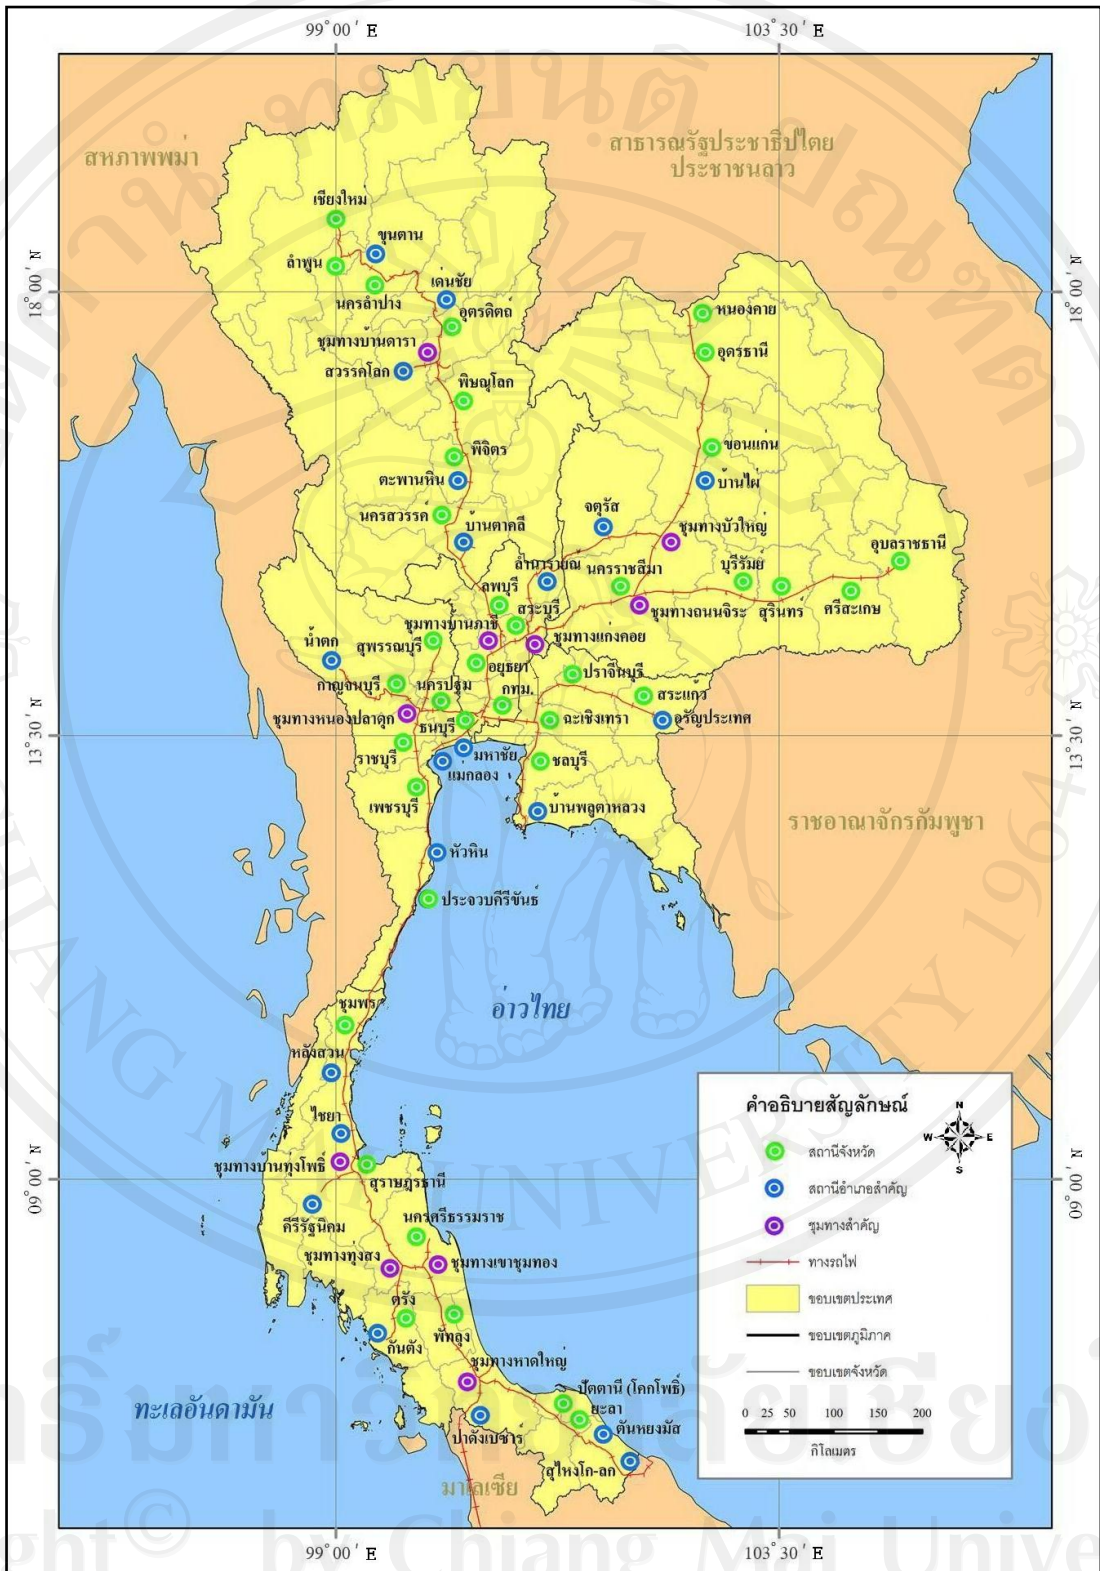 99° 00′ E
103° 30′ E
สหภาพพม่า
สาธารณรัฐประชาธิปไตย
ประชาชนลาว
เชียงใหม่
ขุนตาน
ลำพูน
18° 00′ N
18° 00′ N
นครลำปาง
เด่นชัย
อุตรดิตถ์
หนองคาย
ชุมทางบ้านดารา
อุดรธานี
สวรรคโลก
พิษณุโลก
ขอนแก่น
พิจิตร
ตะพานหิน
บ้านไผ่
นครสวรรค์
จตุรัส
บ้านตาคลี
ชุมทางบัวใหญ่
อุบลราชธานี
ลำนารายณ์
นครราชสีมา
บุรีรัมย์
ลพบุรี
สระบุรี
ชุมทางถนนจิระ
สุรินทร์
ศรีสะเกษ
ชุมทางบ้านภาชี
ชุมทางแก่งคอย
น้ำตก
สุพรรณบุรี
อยุธยา
ปราจีนบุรี
กาญจนบุรี
นครปฐม
กทม.
สระแก้ว
ชุมทางหนองปลาดุก
ธนบุรี
ฉะเชิงเทรา
อรัญประเทศ
13° 30′ N
13° 30′ N
ราชบุรี
มหาชัย
แม่กลอง
ชลบุรี
เพชรบุรี
บ้านพลูตาหลวง
ราชอาณาจักรกัมพูชา
หัวหิน
ประจวบคีรีขันธ์
อ่าวไทย
ชุมพร
หลังสวน
ไชยา
ชุมทางบ้านทุ่งโพธิ์
สุราษฎร์ธานี
09° 00′ N
09° 00′ N
คีรีรัฐนิคม
นครศรีธรรมราช
ชุมทางทุ่งสง
ชุมทางเขาชุมทอง
ตรัง
กันตัง
พัทลุง
ชุมทางหาดใหญ่
ปัตตานี (โคกโพธิ์)
ยะลา
ตันหยงมัส
ทะเลอันดามัน
ปาดังเบซาร์
สุไหงโก-ลก
มาเลเซีย
คำอธิบายสัญลักษณ์
N
W E
S
สถานีจังหวัด
สถานีอำเภอสำคัญ
ชุมทางสำคัญ
ทางรถไฟ
ขอบเขตประเทศ
ขอบเขตภูมิภาค
ขอบเขตจังหวัด
0 25 50 100 150 200
กิโลเมตร
99° 00′ E
103° 30′ E
CHIANG MAI UNIVERSITY 1964
by Chiang Mai